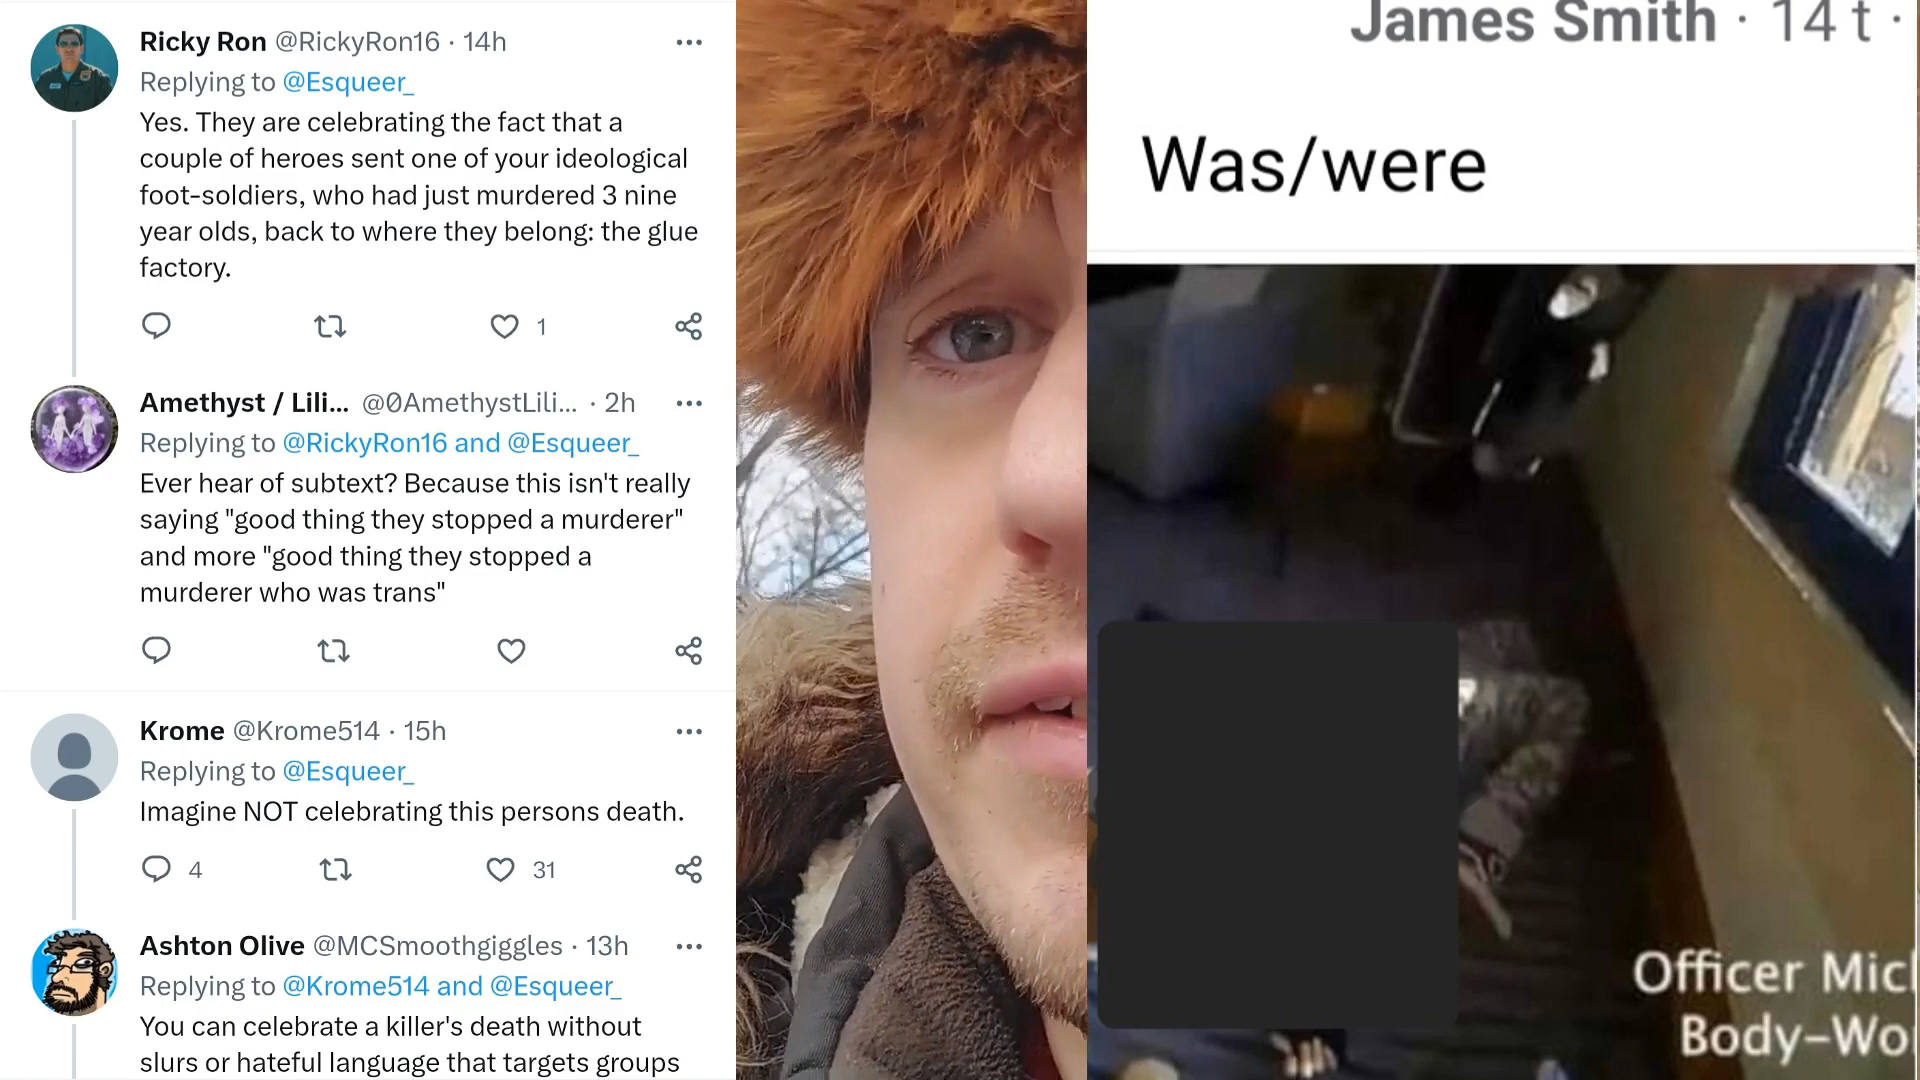 Ricky Ron @RickyRon16 · 14h
Replying to @Esqueer_
Yes. They are celebrating the fact that a
couple of heroes sent one of your ideological
foot-soldiers, who had just murdered 3 nine
year olds, back to where they belong: the glue
factory.
1
Amethyst / Lili... @0AmethystLili... · 2h
Replying to @RickyRon16 and @Esqueer_
Ever hear of subtext? Because this isn't really
saying "good thing they stopped a murderer"
and more "good thing they stopped a
murderer who was trans"
Krome @Krome514 · 15h
Replying to @Esqueer_
Imagine NOT celebrating this persons death.
4 31
Ashton Olive @MCSmoothgiggles · 13h
Replying to @Krome514 and @Esqueer_
You can celebrate a killer's death without
slurs or hateful language that targets groups
James Smith · 14 t ·
Was/were
Officer Mic
Body-Wo